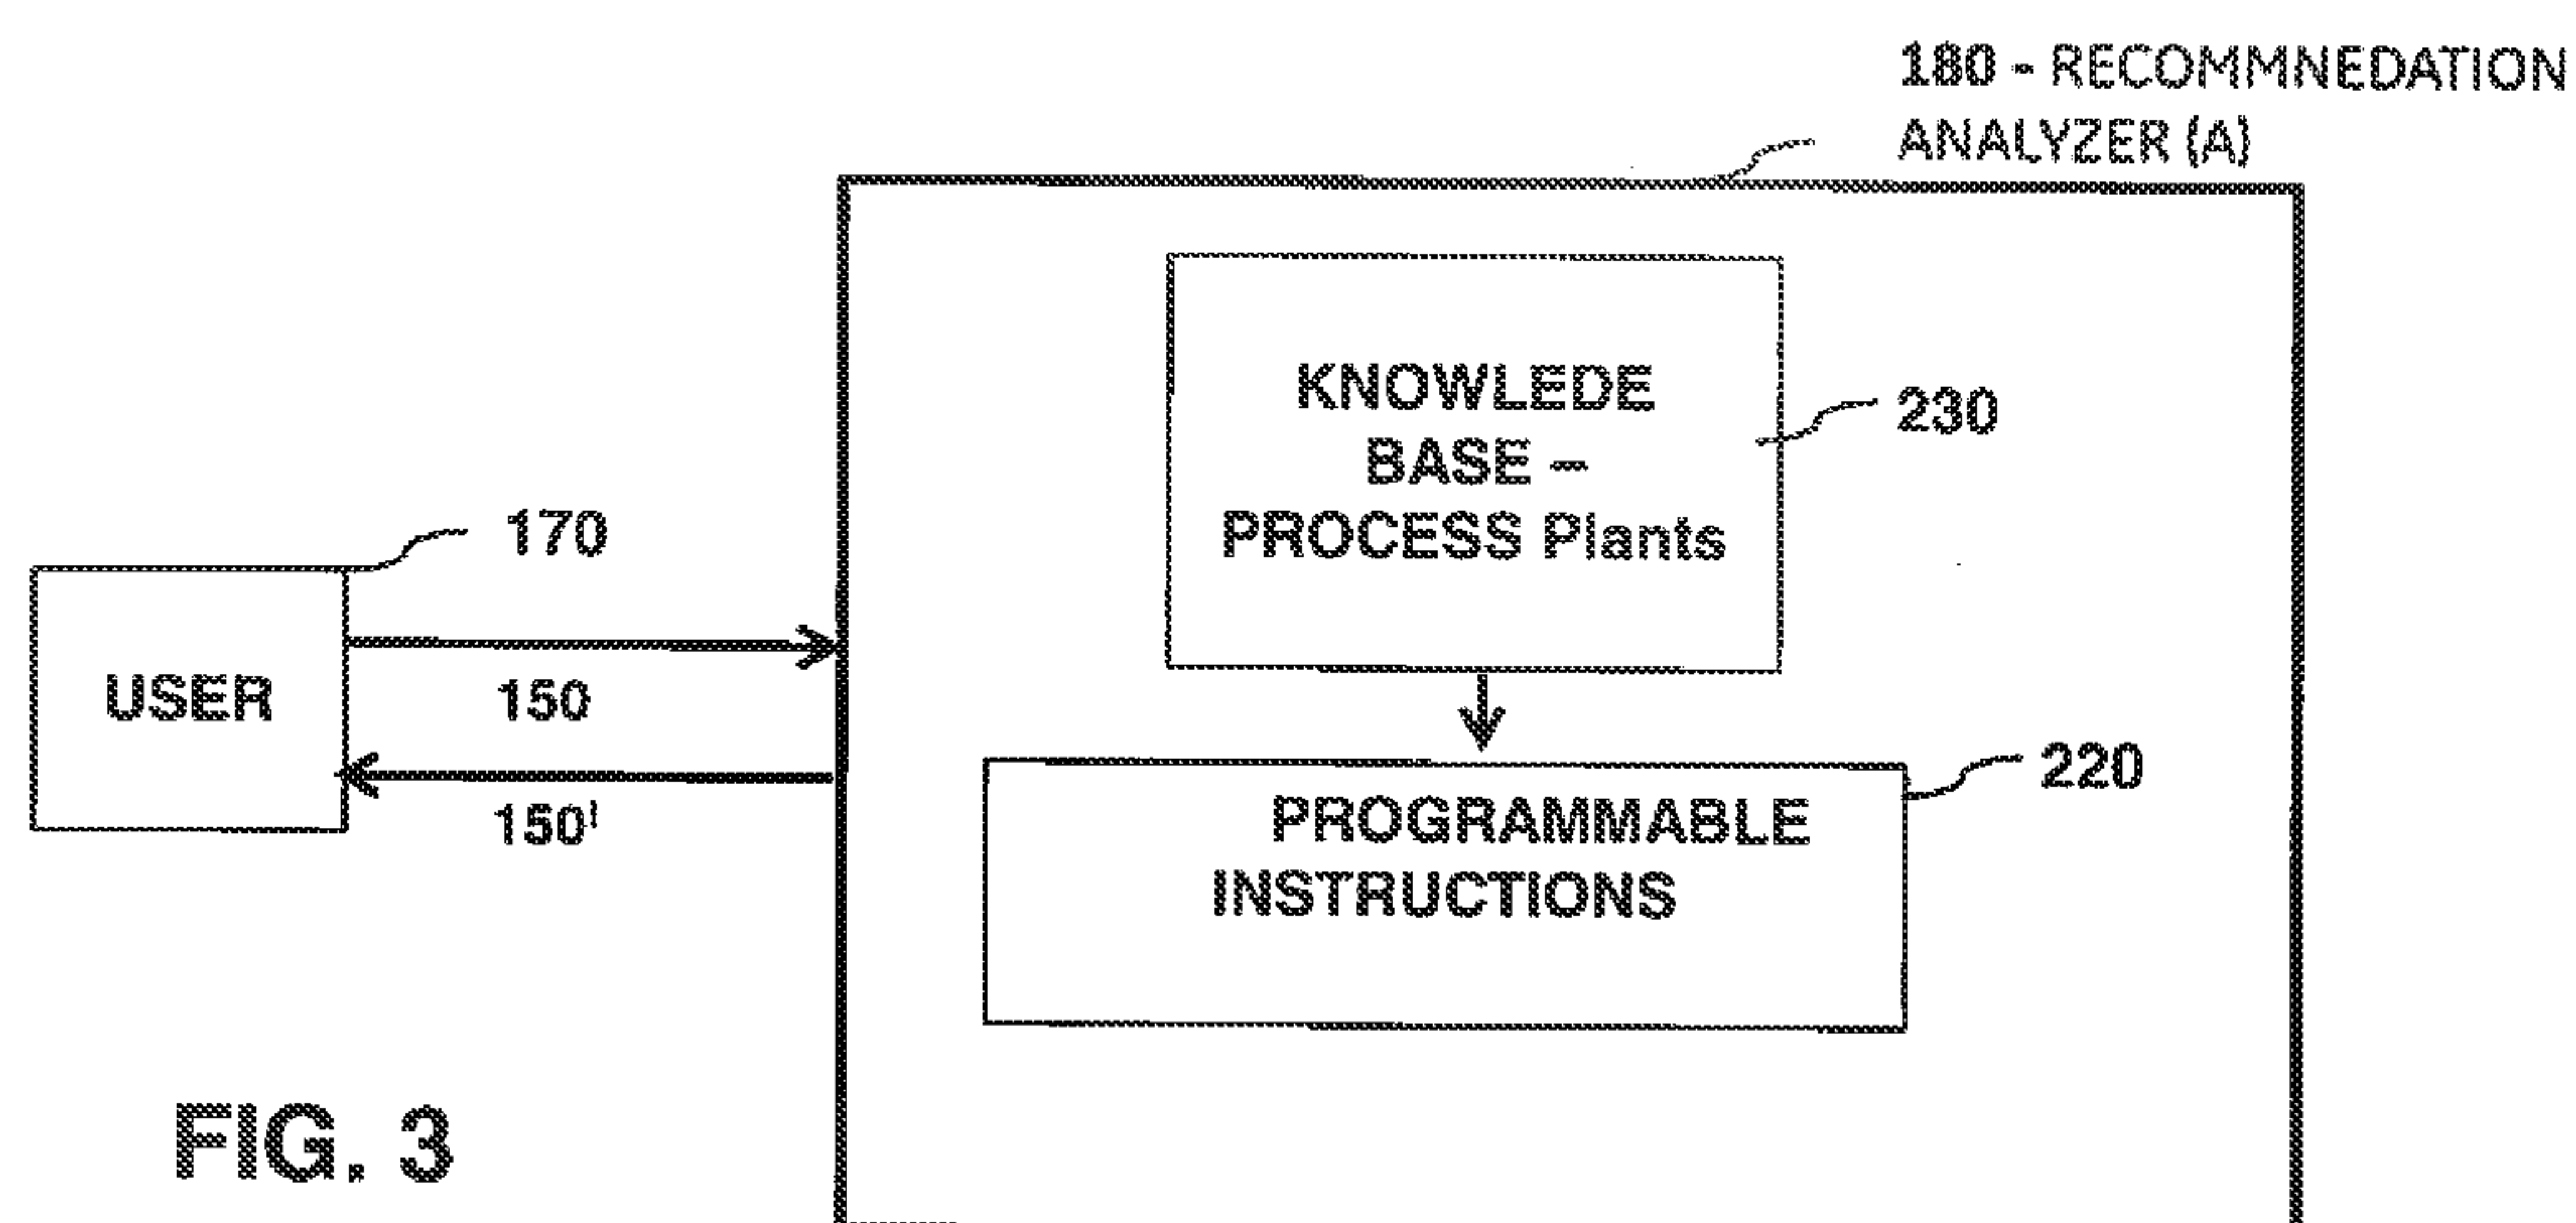 180 - RECOMMNEDATION
ANALYZER (A)
KNOWLEDE
BASE –
PROCESS Plants
230
170
USER
150
150'
220
PROGRAMMABLE
INSTRUCTIONS
FIG. 3